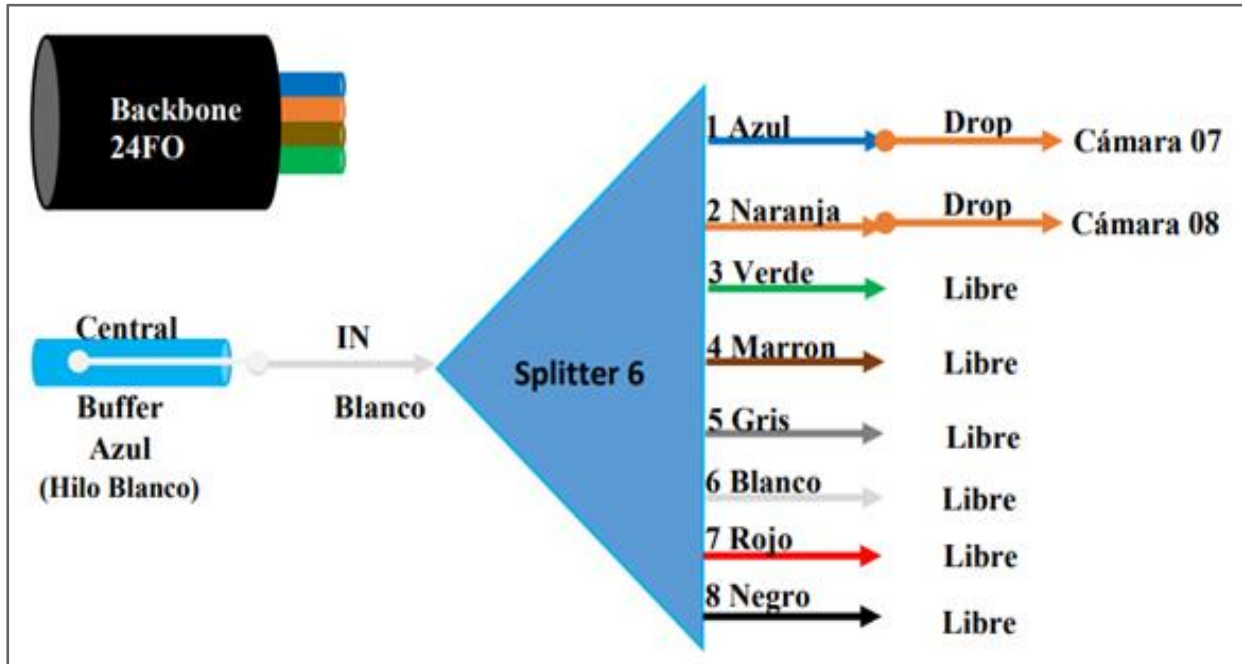 Backbone
24FO
Central
Buffer
Azul
(Hilo Blanco)
IN
Blanco
Splitter 6
1 Azul
Drop
Cámara 07
2 Naranja
Drop
Cámara 08
3 Verde
Libre
4 Marron
Libre
5 Gris
Libre
6 Blanco
Libre
7 Rojo
Libre
8 Negro
Libre